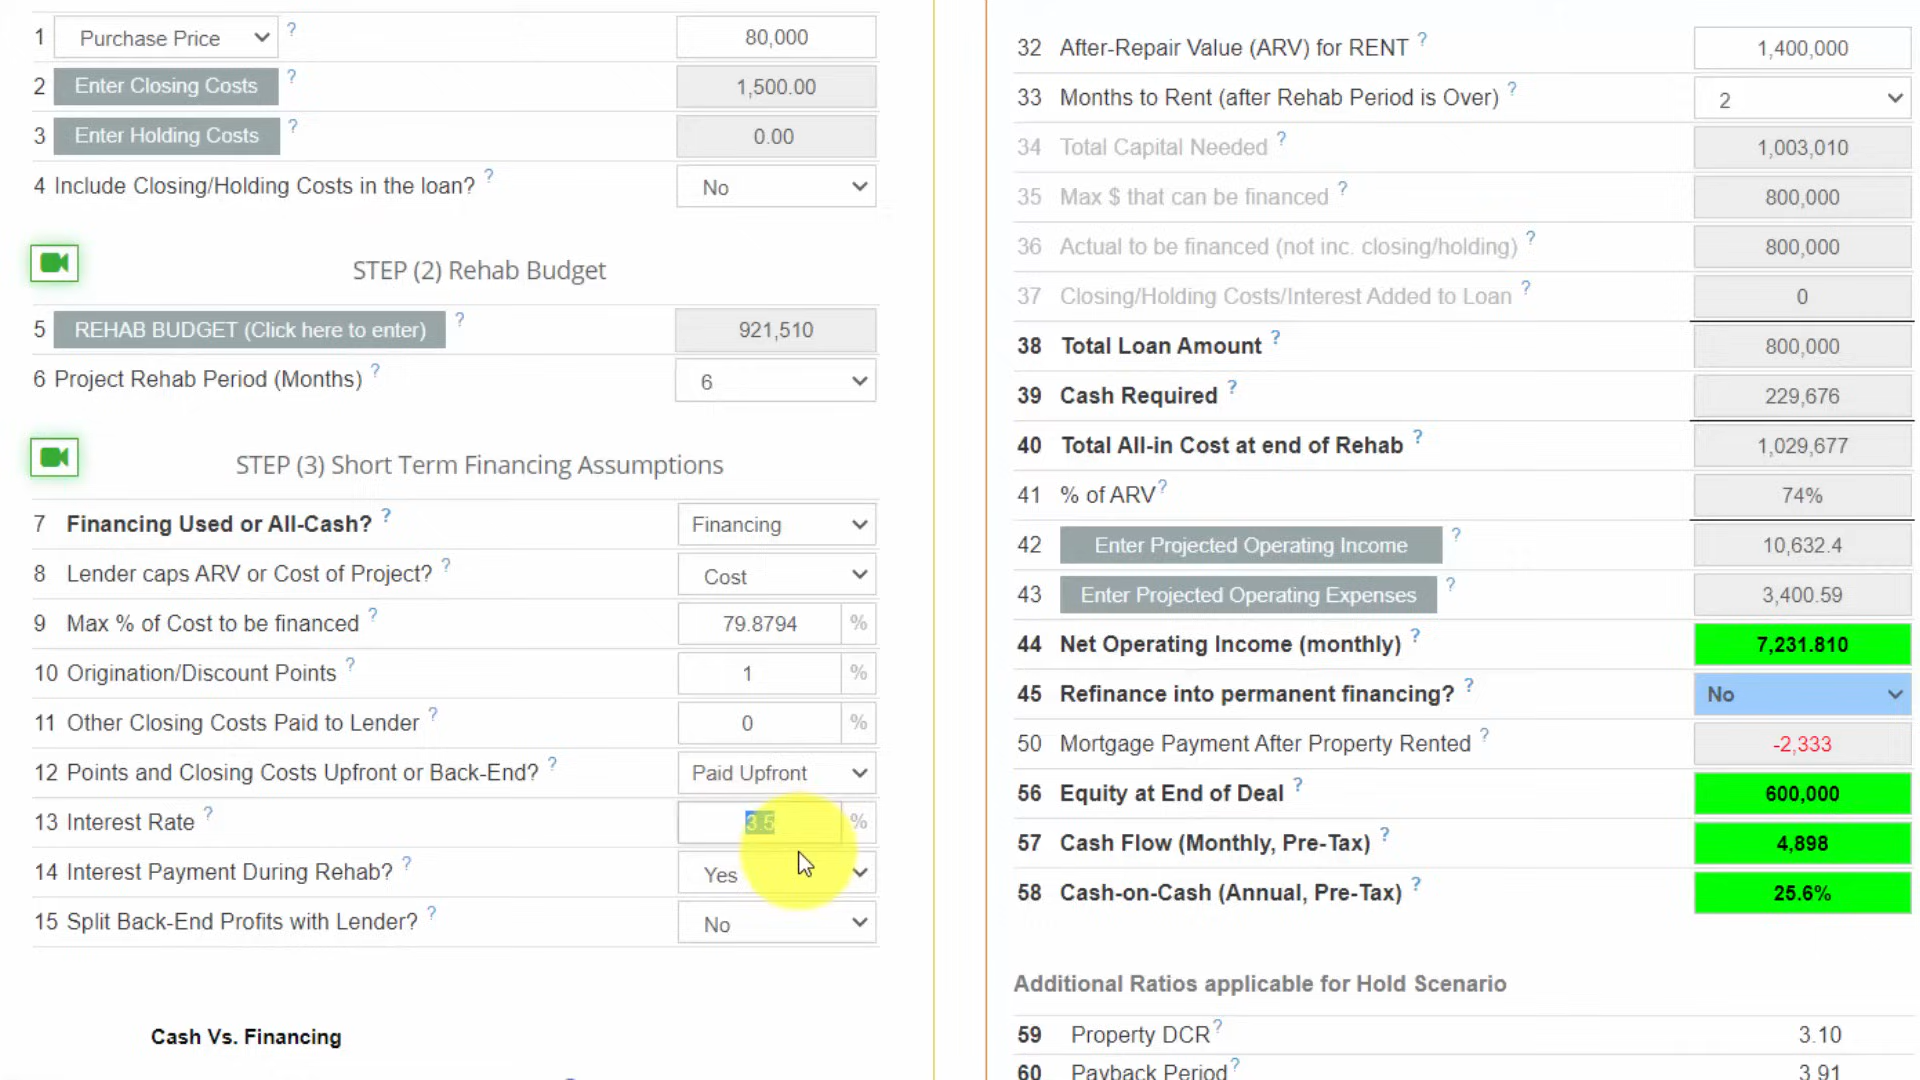 1 Purchase Price ? 80,000
2 Enter Closing Costs ? 1,500.00
3 Enter Holding Costs ? 0.00
4 Include Closing/Holding Costs in the loan? ? No
STEP (2) Rehab Budget
5 REHAB BUDGET (Click here to enter) ? 921,510
6 Project Rehab Period (Months) ? 6
STEP (3) Short Term Financing Assumptions
7 Financing Used or All-Cash? ? Financing
8 Lender caps ARV or Cost of Project? ? Cost
9 Max % of Cost to be financed ? 79.8794 %
10 Origination/Discount Points ? 1 %
11 Other Closing Costs Paid to Lender ? 0 %
12 Points and Closing Costs Upfront or Back-End? ? Paid Upfront
13 Interest Rate ? 3.5 %
14 Interest Payment During Rehab? ? Yes
15 Split Back-End Profits with Lender? ? No
Cash Vs. Financing
32 After-Repair Value (ARV) for RENT ? 1,400,000
33 Months to Rent (after Rehab Period is Over) ? 2
34 Total Capital Needed ? 1,003,010
35 Max $ that can be financed ? 800,000
36 Actual to be financed (not inc. closing/holding) ? 800,000
37 Closing/Holding Costs/Interest Added to Loan ? 0
38 Total Loan Amount ? 800,000
39 Cash Required ? 229,676
40 Total All-in Cost at end of Rehab ? 1,029,677
41 % of ARV ? 74%
42 Enter Projected Operating Income ? 10,632.4
43 Enter Projected Operating Expenses ? 3,400.59
44 Net Operating Income (monthly) ? 7,231.810
45 Refinance into permanent financing? ? No
50 Mortgage Payment After Property Rented ? -2,333
56 Equity at End of Deal ? 600,000
57 Cash Flow (Monthly, Pre-Tax) ? 4,898
58 Cash-on-Cash (Annual, Pre-Tax) ? 25.6%
Additional Ratios applicable for Hold Scenario
59 Property DCR ? 3.10
60 Payback Period ? 3.91